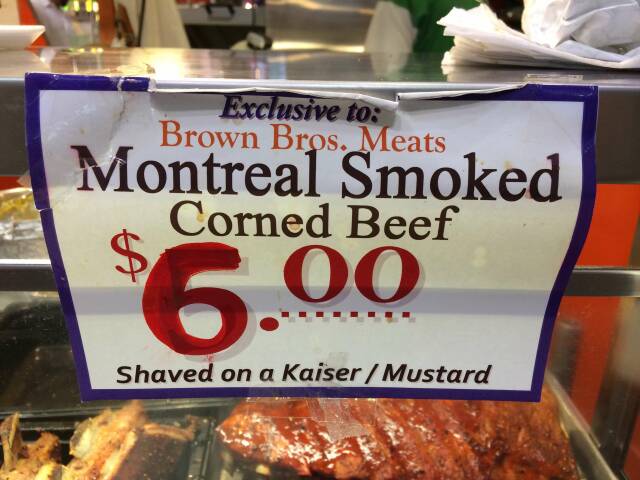 Exclusive to:
Brown Bros. Meats
Montreal Smoked
Corned Beef
$6.00
Shaved on a Kaiser / Mustard